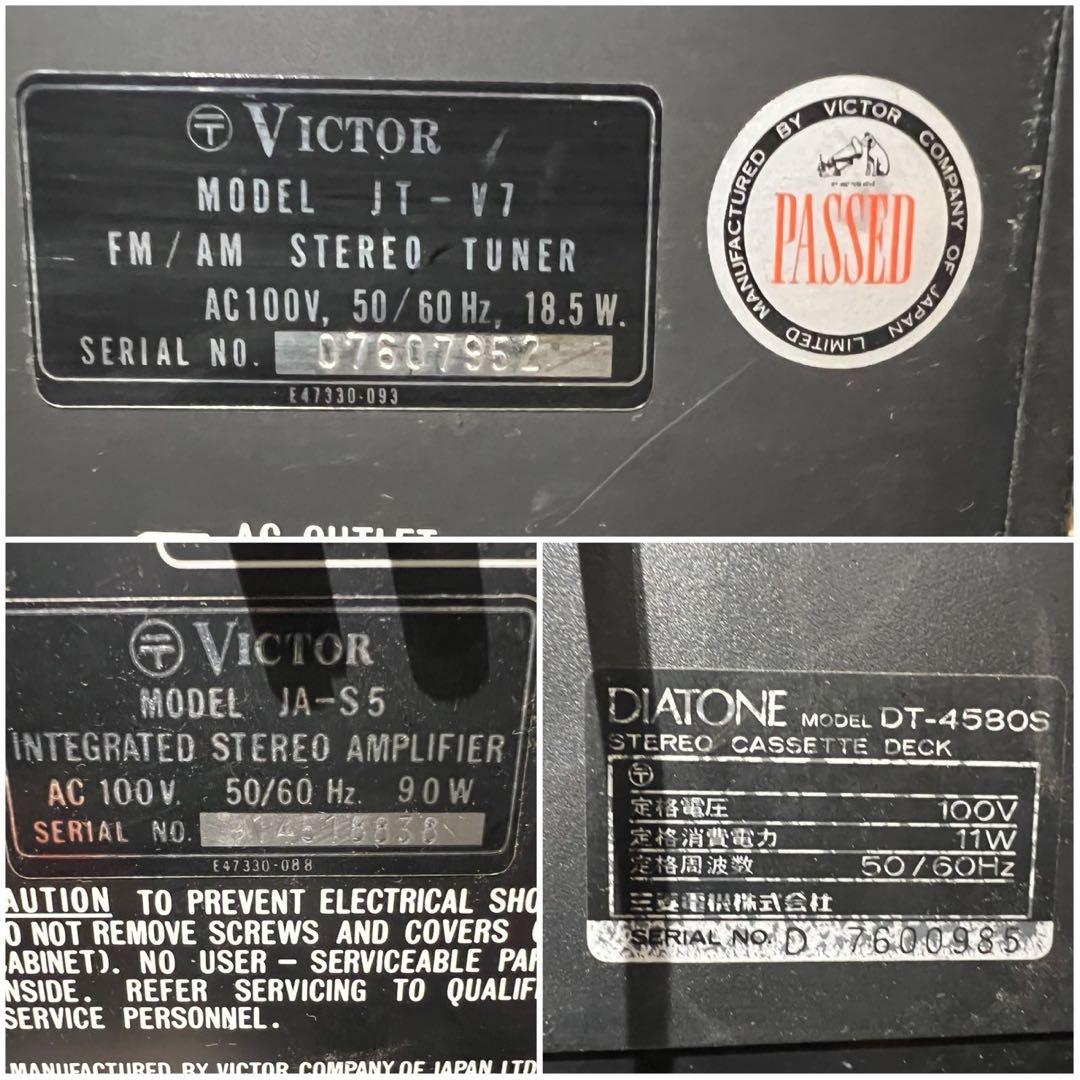 〒 VICTOR
MODEL JT-V7
FM/AM STEREO TUNER
AC100V, 50/60Hz, 18.5W.
SERIAL NO. 07607952
E47330-093
MANUFACTURED BY VICTOR COMPANY OF JAPAN LIMITED
PASSED
AC OUTLET
〒 VICTOR
MODEL JA-S5
INTEGRATED STEREO AMPLIFIER
AC 100V. 50/60 Hz. 90W.
SERIAL NO.
E47330-088
AUTION TO PREVENT ELECTRICAL SHO
O NOT REMOVE SCREWS AND COVERS (
ABINET). NO USER-SERVICEABLE PAR
NSIDE. REFER SERVICING TO QUALIFI
SERVICE PERSONNEL.
MANUFACTURED BY VICTOR COMPANY OF JAPAN LTD
DIATONE MODEL DT-4580S
STEREO CASSETTE DECK
〒
定格電圧 100V
定格消費電力 11W
定格周波数 50/60Hz
三菱電機株式会社
SERIAL NO. D 7600985